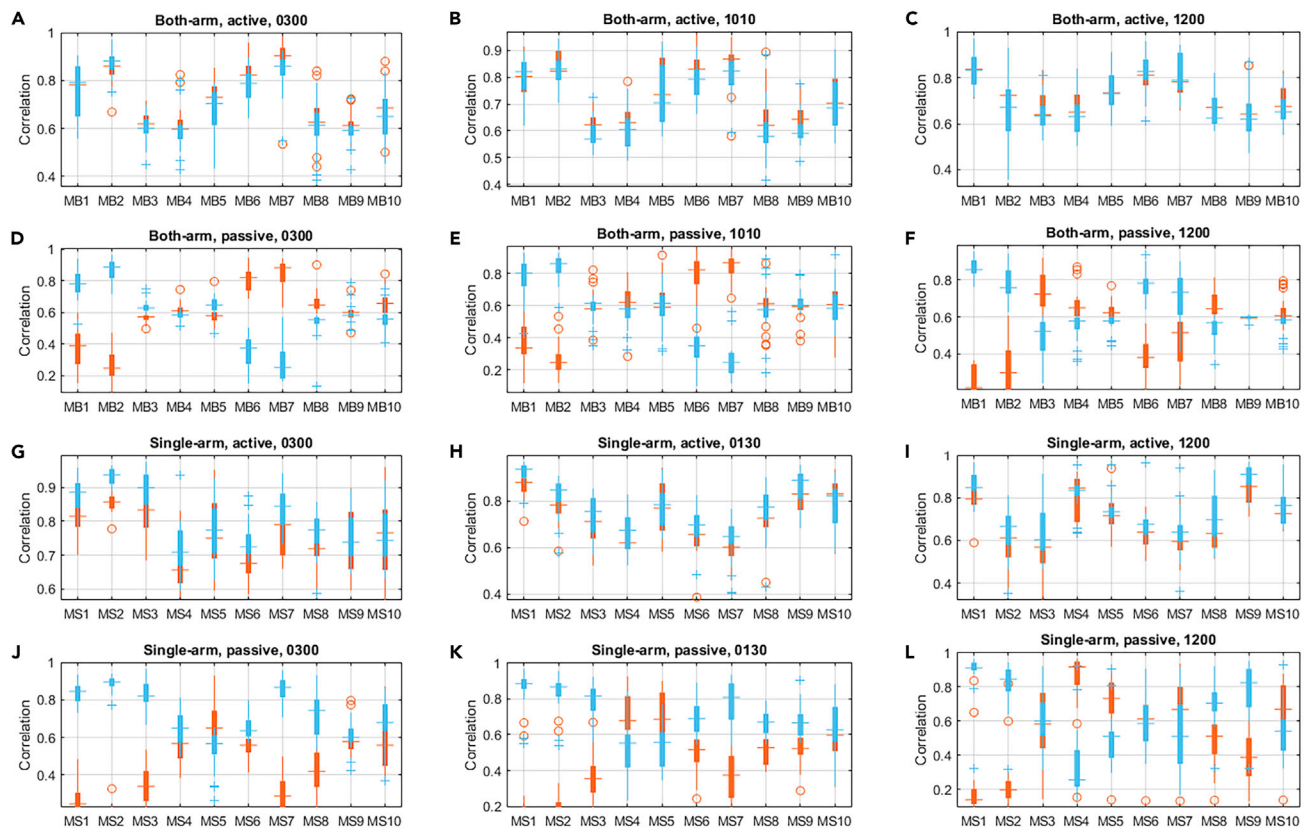 A
Both-arm, active, 0300
Correlation
1
0.8
0.6
0.4
MB1 MB2 MB3 MB4 MB5 MB6 MB7 MB8 MB9 MB10
B
Both-arm, active, 1010
Correlation
0.9
0.8
0.7
0.6
0.5
0.4
MB1 MB2 MB3 MB4 MB5 MB6 MB7 MB8 MB9 MB10
C
Both-arm, active, 1200
Correlation
1
0.8
0.6
0.4
MB1 MB2 MB3 MB4 MB5 MB6 MB7 MB8 MB9 MB10
D
Both-arm, passive, 0300
Correlation
1
0.8
0.6
0.4
0.2
MB1 MB2 MB3 MB4 MB5 MB6 MB7 MB8 MB9 MB10
E
Both-arm, passive, 1010
Correlation
0.8
0.6
0.4
0.2
MB1 MB2 MB3 MB4 MB5 MB6 MB7 MB8 MB9 MB10
F
Both-arm, passive, 1200
Correlation
0.8
0.6
0.4
MB1 MB2 MB3 MB4 MB5 MB6 MB7 MB8 MB9 MB10
G
Single-arm, active, 0300
Correlation
0.9
0.8
0.7
0.6
MS1 MS2 MS3 MS4 MS5 MS6 MS7 MS8 MS9 MS10
H
Single-arm, active, 0130
Correlation
1
0.8
0.6
0.4
MS1 MS2 MS3 MS4 MS5 MS6 MS7 MS8 MS9 MS10
I
Single-arm, active, 1200
Correlation
1
0.8
0.6
0.4
MS1 MS2 MS3 MS4 MS5 MS6 MS7 MS8 MS9 MS10
J
Single-arm, passive, 0300
Correlation
1
0.8
0.6
0.4
MS1 MS2 MS3 MS4 MS5 MS6 MS7 MS8 MS9 MS10
K
Single-arm, passive, 0130
Correlation
1
0.8
0.6
0.4
0.2
MS1 MS2 MS3 MS4 MS5 MS6 MS7 MS8 MS9 MS10
L
Single-arm, passive, 1200
Correlation
1
0.8
0.6
0.4
0.2
MS1 MS2 MS3 MS4 MS5 MS6 MS7 MS8 MS9 MS10